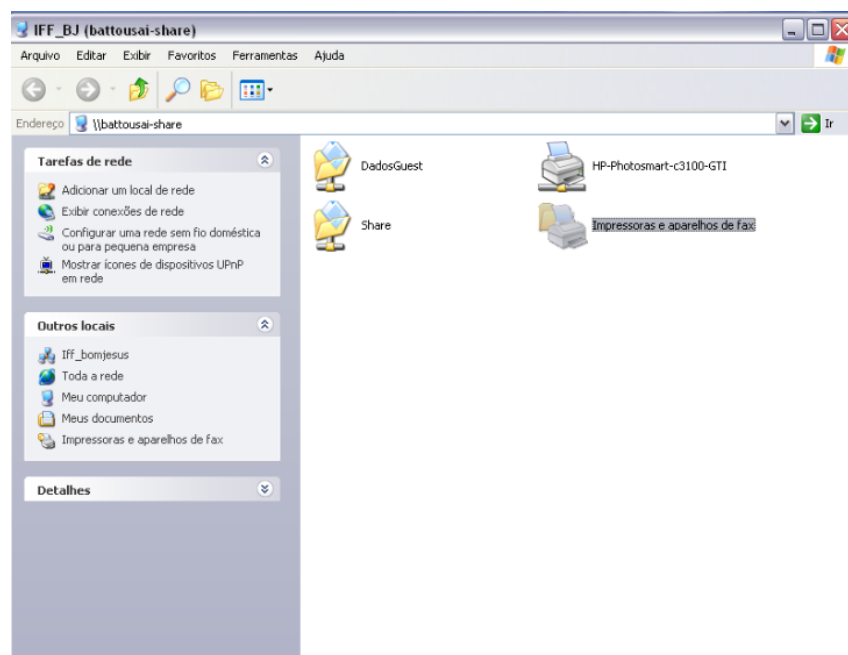 IFF_BJ (battousai-share)
Arquivo Editar Exibir Favoritos Ferramentas Ajuda
Endereço \\battousai-share Ir
Tarefas de rede
Adicionar um local de rede
Exibir conexões de rede
Configurar uma rede sem fio doméstica
ou para pequena empresa
Mostrar ícones de dispositivos UPnP
em rede
Outros locais
Iff_bomjesus
Toda a rede
Meu computador
Meus documentos
Impressoras e aparelhos de fax
Detalhes
DadosGuest
HP-Photosmart-c3100-GTI
Share
Impressoras e aparelhos de fax